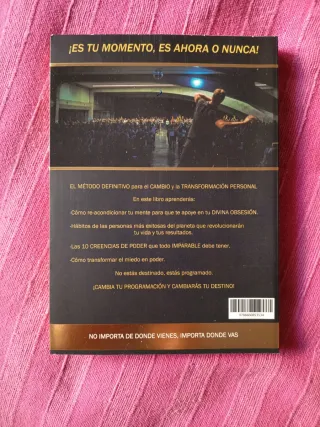 ¡ES TU MOMENTO, ES AHORA O NUNCA!
EL MÉTODO DEFINITIVO para el CAMBIO y la TRANSFORMACIÓN PERSONAL
En este libro aprenderás:
Cómo re-acondicionar tu mente para que te apoye en tu DIVINA OBSESIÓN.
Hábitos de las personas más exitosas del planeta que revolucionarán
tu vida y tus resultados.
Las 10 CREENCIAS DE PODER que todo IMPARABLE debe tener.
Cómo transformar el miedo en poder.
No estás destinado, estás programado.
¡CAMBIA TU PROGRAMACIÓN Y CAMBIARÁS TU DESTINO!
NO IMPORTA DE DONDE VIENES, IMPORTA DONDE VAS